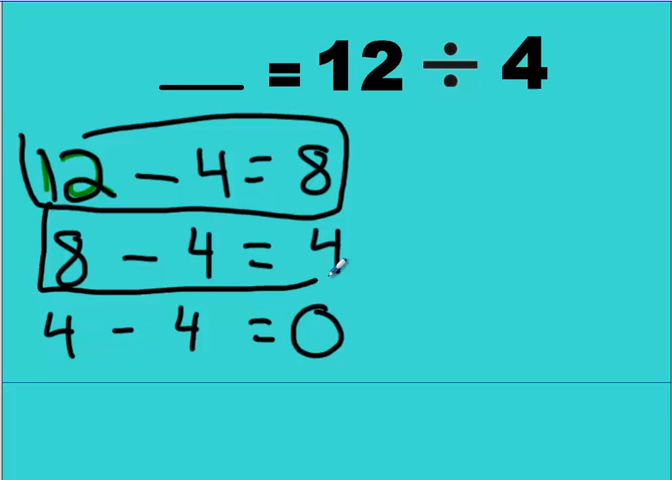 ___ = 12 ÷ 4
12 - 4 = 8
8 - 4 = 4
4 - 4 = 0